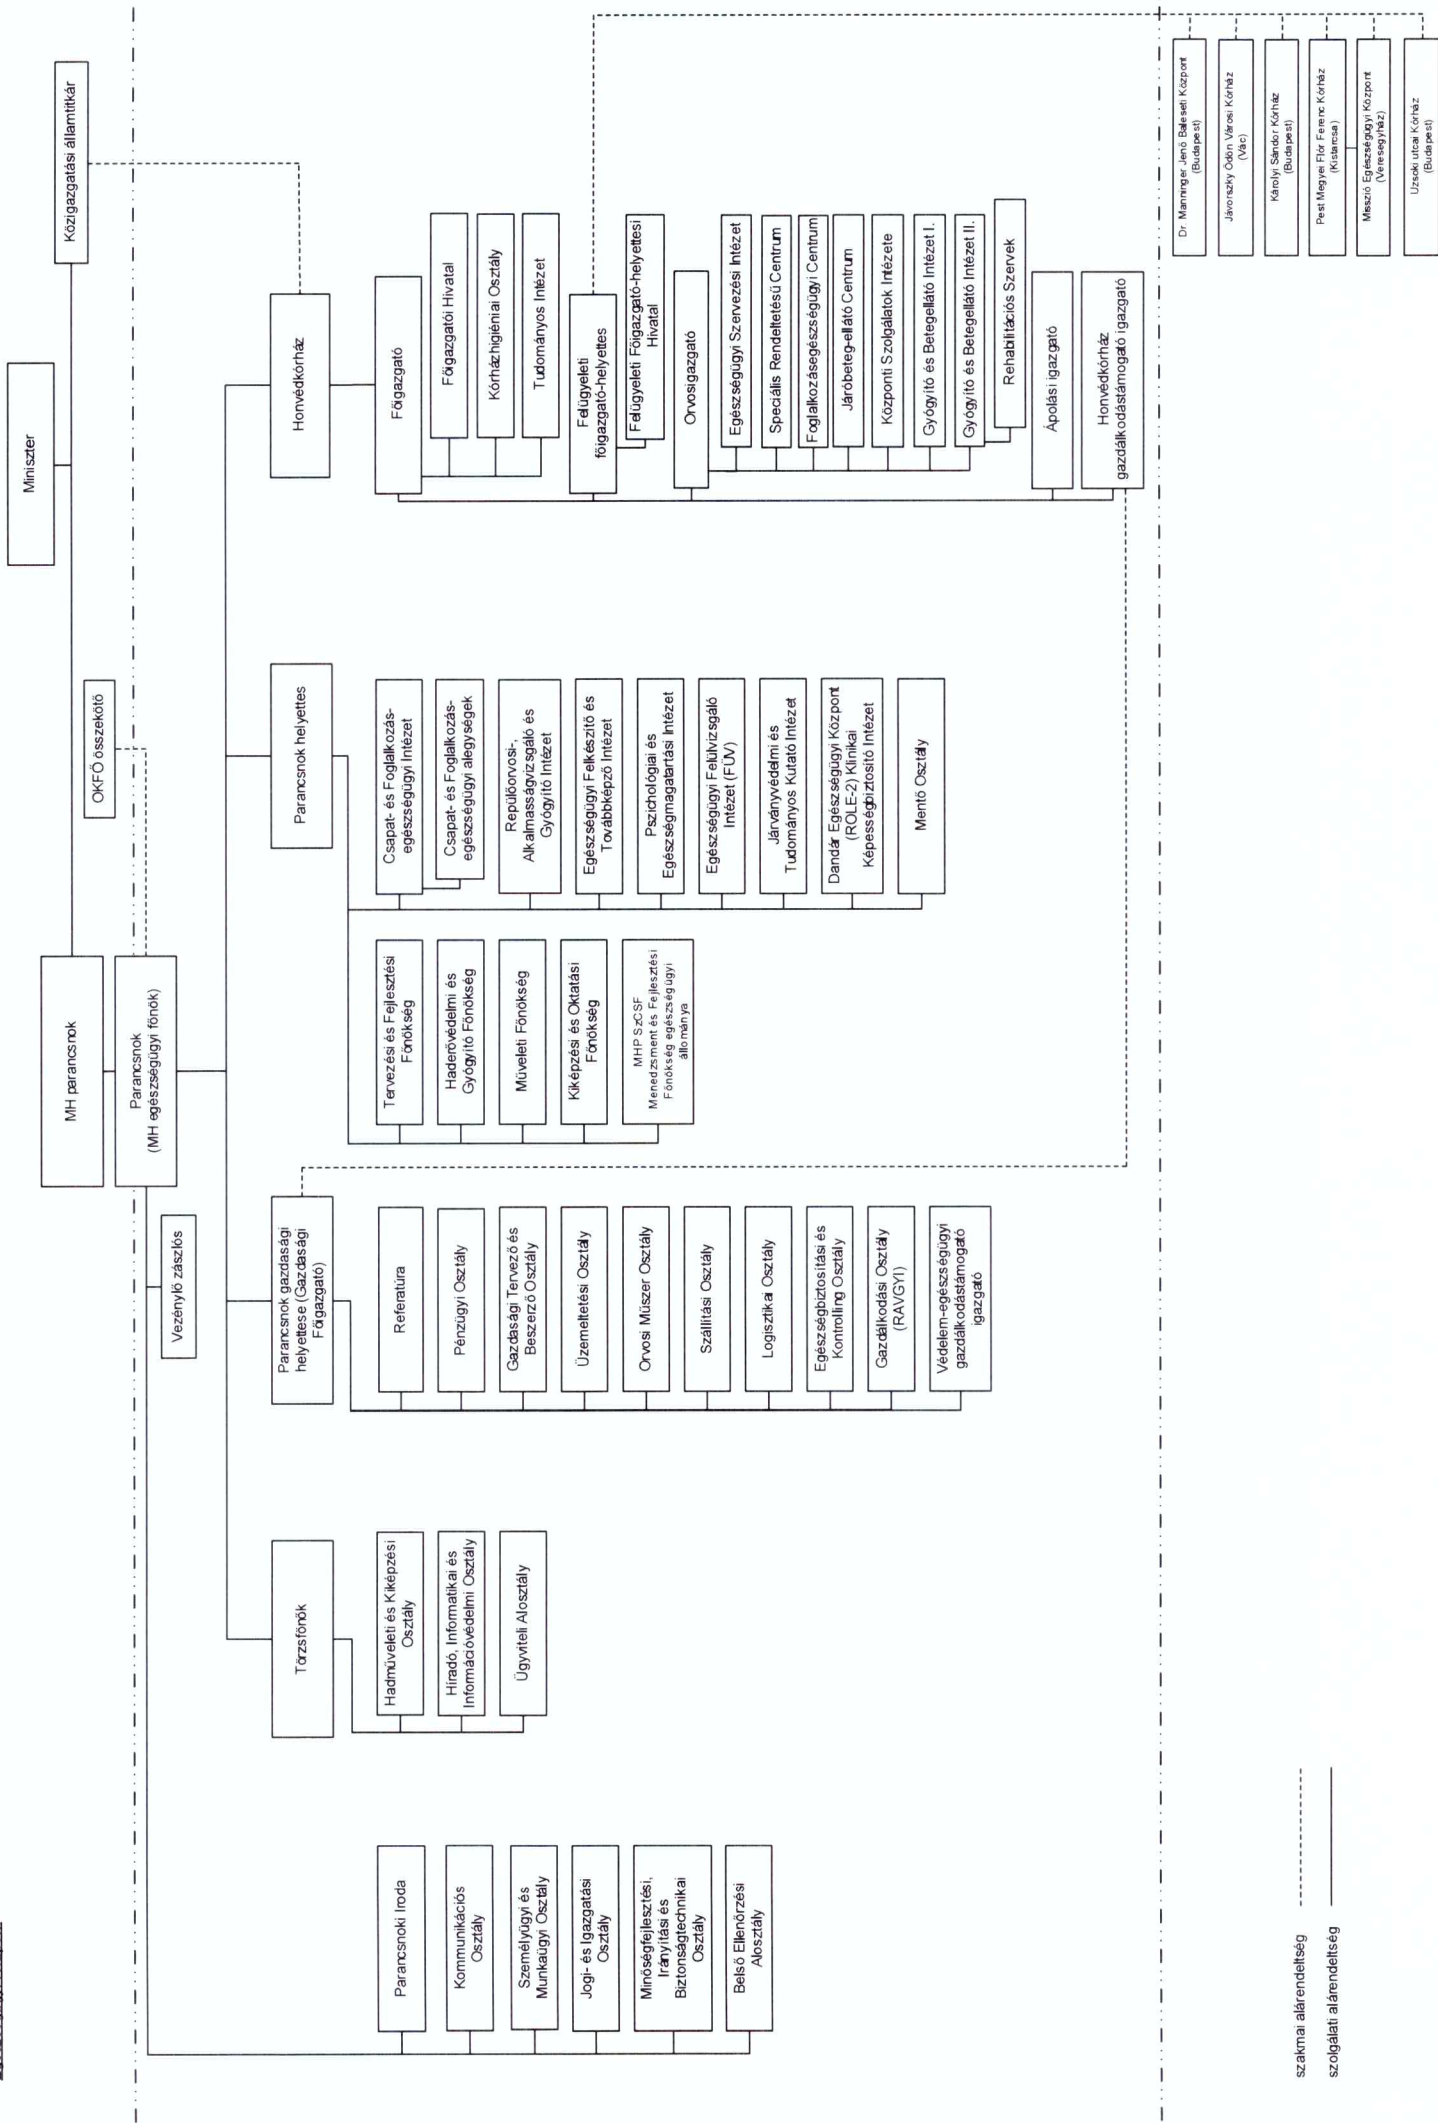 Miniszter
Közigazgatási államtitkár
MH parancsnok
OKFŐ összekötő
Parancsnok
(MH egészségügyi főnök)
Vezénylő zászlós
Parancsnoki Iroda
Kommunikációs
Osztály
Személyügyi és
Munkaügyi Osztály
Jogi- és Igazgatási
Osztály
Minőségfejlesztési,
Irányítási és
Biztonságtechnikai
Osztály
Belső Ellenőrzési
Alosztály
Törzsfőnök
Hadműveleti és Kiképzési
Osztály
Híradó, Informatikai és
Információvédelmi Osztály
Ügyviteli Alosztály
Parancsnok gazdasági
helyettese (Gazdasági
Főigazgató)
Referatúra
Pénzügyi Osztály
Gazdasági Tervező és
Beszerző Osztály
Üzemeltetési Osztály
Orvosi Műszer Osztály
Szállítási Osztály
Logisztikai Osztály
Egészségbiztosítási és
Kontrolling Osztály
Gazdálkodási Osztály
(RAVGYI)
Védelem-egészségügyi
gazdálkodástámogató
igazgató
Parancsnok helyettes
Tervezési és Fejlesztési
Főnökség
Haderővédelmi és
Gyógyító Főnökség
Műveleti Főnökség
Kiképzési és Oktatási
Főnökség
MHP SzCSF
Menedzsment és Fejlesztési
Főnökség egészségügyi
állománya
Csapat- és Foglalkozás-
egészségügyi Intézet
Csapat- és Foglalkozás-
egészségügyi alegységek
Repülőorvosi-,
Alkalmasságvizsgáló és
Gyógyító Intézet
Egészségügyi Felkészítő és
Továbbképző Intézet
Pszichológiai és
Egészségmagatartási Intézet
Egészségügyi Felülvizsgáló
Intézet (FÜV)
Járványvédelmi és
Tudományos Kutató Intézet
Dandár Egészségügyi Központ
(ROLE-2) Klinikai
Képességbiztosító Intézet
Mentő Osztály
Honvédkórház
Főigazgató
Főigazgatói Hivatal
Kórházhigiéniai Osztály
Tudományos Intézet
Felügyeleti
főigazgató-helyettes
Felügyeleti Főigazgató-helyettesi
Hivatal
Orvosigazgató
Egészségügyi Szervezési Intézet
Speciális Rendeltetésű Centrum
Foglalkozásegészségügyi Centrum
Járóbeteg-ellátó Centrum
Központi Szolgálatok Intézete
Gyógyító és Betegellátó Intézet I.
Gyógyító és Betegellátó Intézet II.
Rehabilitációs Szervek
Ápolási igazgató
Honvédkórház
gazdálkodástámogató igazgató
Dr. Manninger Jenő Baleseti Központ
(Budapest)
Jávorszky Ödön Városi Kórház
(Vác)
Károlyi Sándor Kórház
(Budapest)
Pest Megyei Flór Ferenc Kórház
(Kistarcsa)
Misszió Egészségügyi Központ
(Veresegyház)
Uzsoki utcai Kórház
(Budapest)
szakmai alárendeltség
szolgálati alárendeltség